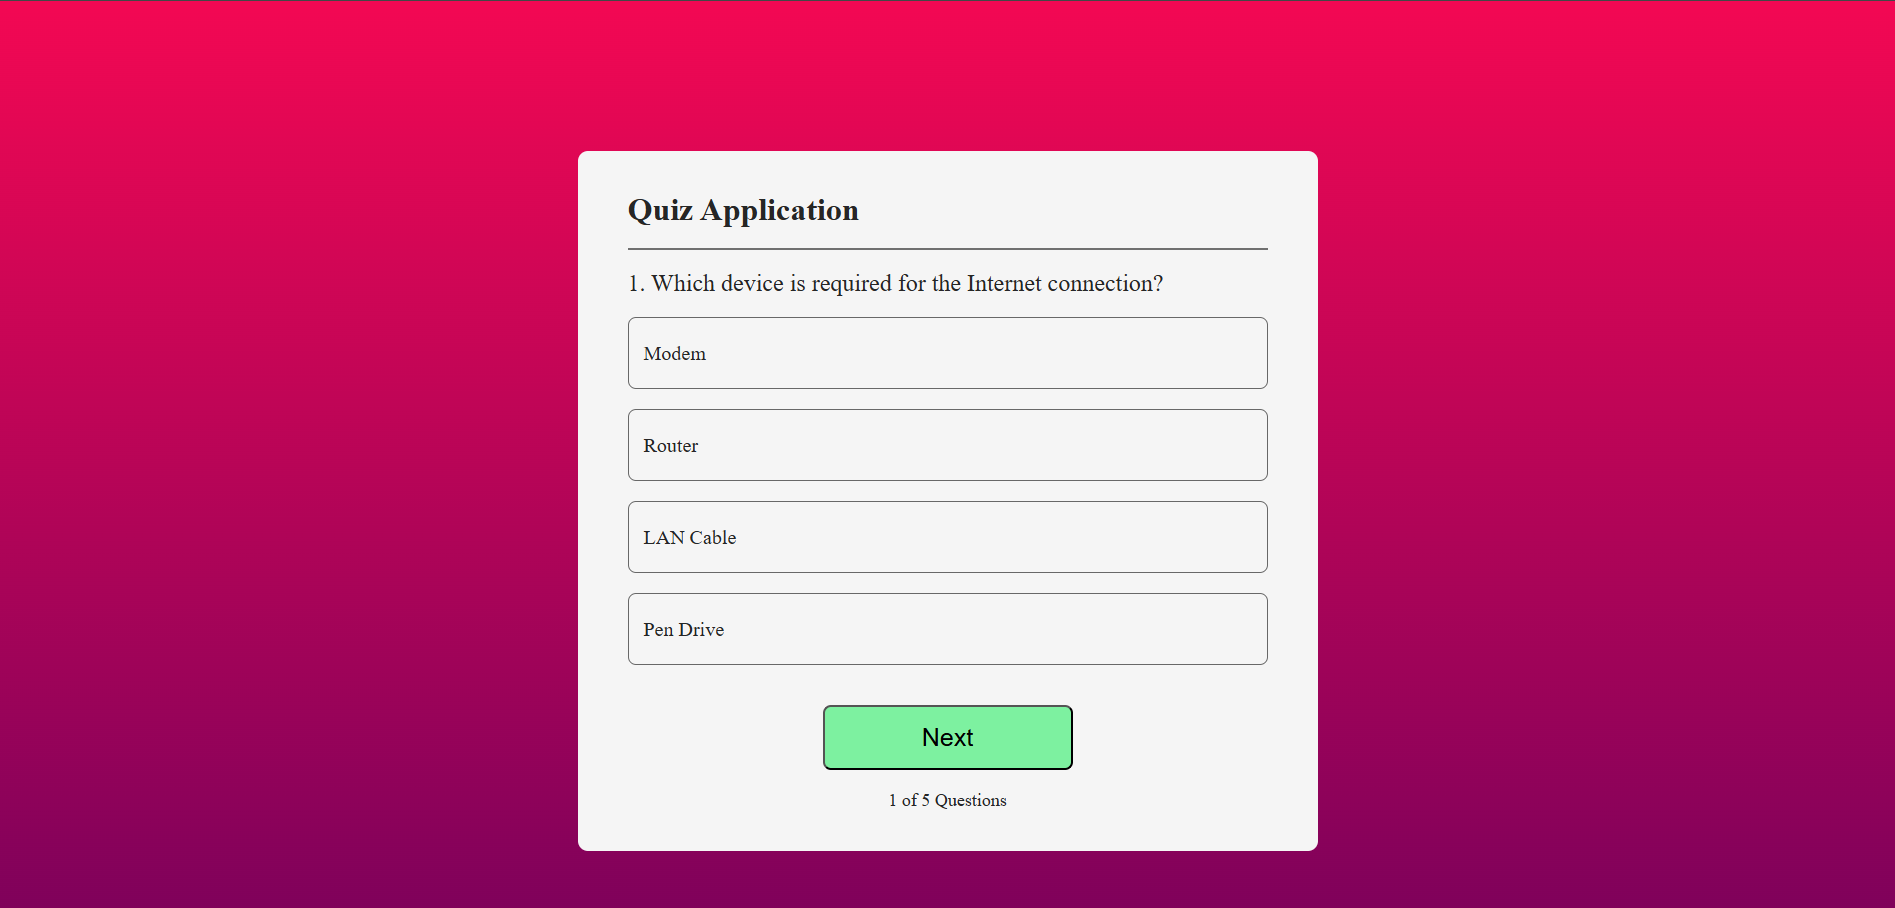 Quiz Application
1. Which device is required for the Internet connection?
Modem
Router
LAN Cable
Pen Drive
Next
1 of 5 Questions